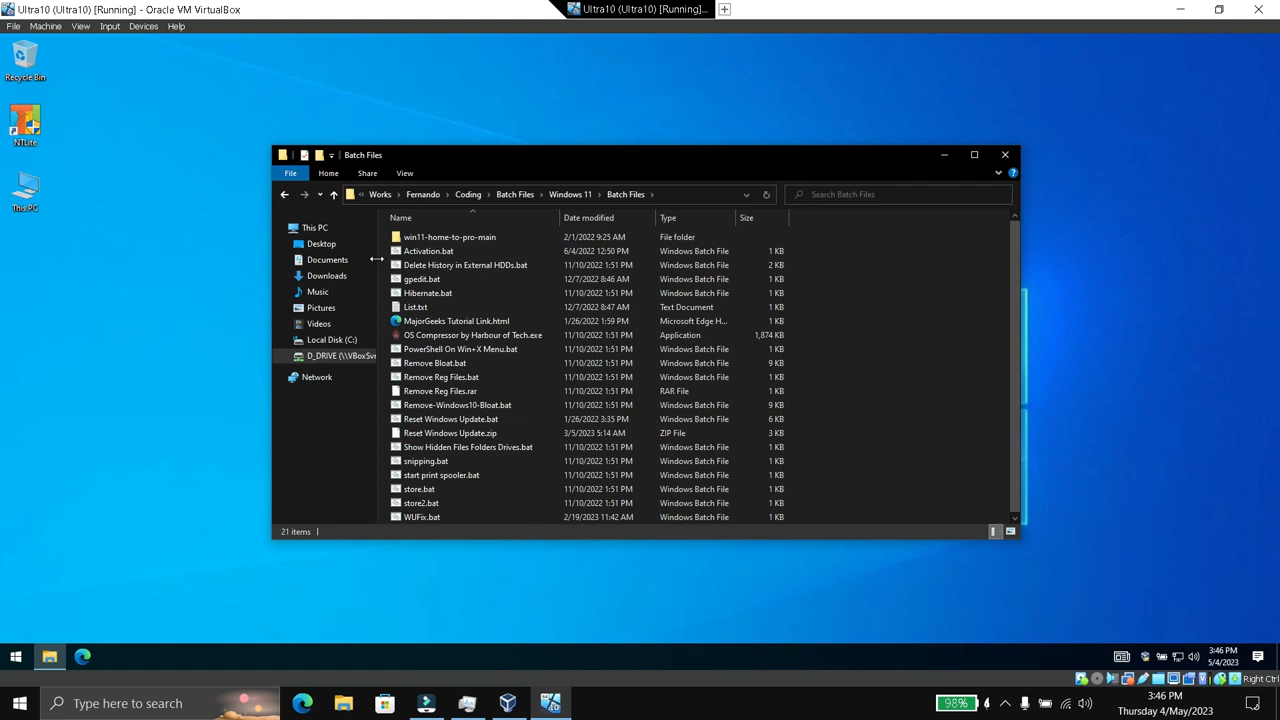 Ultra10 (Ultra10) [Running] - Oracle VM VirtualBox
Ultra10 (Ultra10) [Running]...
File Machine View Input Devices Help
Recycle Bin
NTLite
This PC
Batch Files
File Home Share View
« Works > Fernando > Coding > Batch Files > Windows 11 > Batch Files >
Search Batch Files
This PC
Desktop
Documents
Downloads
Music
Pictures
Videos
Local Disk (C:)
D_DRIVE (\\VBoxSvr
Network
Name Date modified Type Size
win11-home-to-pro-main 2/1/2022 9:25 AM File folder
Activation.bat 6/4/2022 12:50 PM Windows Batch File 1 KB
Delete History in External HDDs.bat 11/10/2022 1:51 PM Windows Batch File 2 KB
gpedit.bat 12/7/2022 8:46 AM Windows Batch File 1 KB
Hibernate.bat 11/10/2022 1:51 PM Windows Batch File 1 KB
List.txt 12/7/2022 8:47 AM Text Document 1 KB
MajorGeeks Tutorial Link.html 1/26/2022 1:59 PM Microsoft Edge H... 1 KB
OS Compressor by Harbour of Tech.exe 11/10/2022 1:51 PM Application 1,874 KB
PowerShell On Win+X Menu.bat 11/10/2022 1:51 PM Windows Batch File 1 KB
Remove Bloat.bat 11/10/2022 1:51 PM Windows Batch File 9 KB
Remove Reg Files.bat 11/10/2022 1:51 PM Windows Batch File 1 KB
Remove Reg Files.rar 11/10/2022 1:51 PM RAR File 1 KB
Remove-Windows10-Bloat.bat 11/10/2022 1:51 PM Windows Batch File 9 KB
Reset Windows Update.bat 1/26/2022 3:35 PM Windows Batch File 6 KB
Reset Windows Update.zip 3/5/2023 5:14 AM ZIP File 3 KB
Show Hidden Files Folders Drives.bat 11/10/2022 1:51 PM Windows Batch File 1 KB
snipping.bat 11/10/2022 1:51 PM Windows Batch File 1 KB
start print spooler.bat 11/10/2022 1:51 PM Windows Batch File 1 KB
store.bat 11/10/2022 1:51 PM Windows Batch File 1 KB
store2.bat 11/10/2022 1:51 PM Windows Batch File 1 KB
WUFix.bat 2/19/2023 11:42 AM Windows Batch File 1 KB
21 items
3:46 PM
5/4/2023
Right Ctrl
Type here to search
98%
3:46 PM
Thursday 4/May/2023